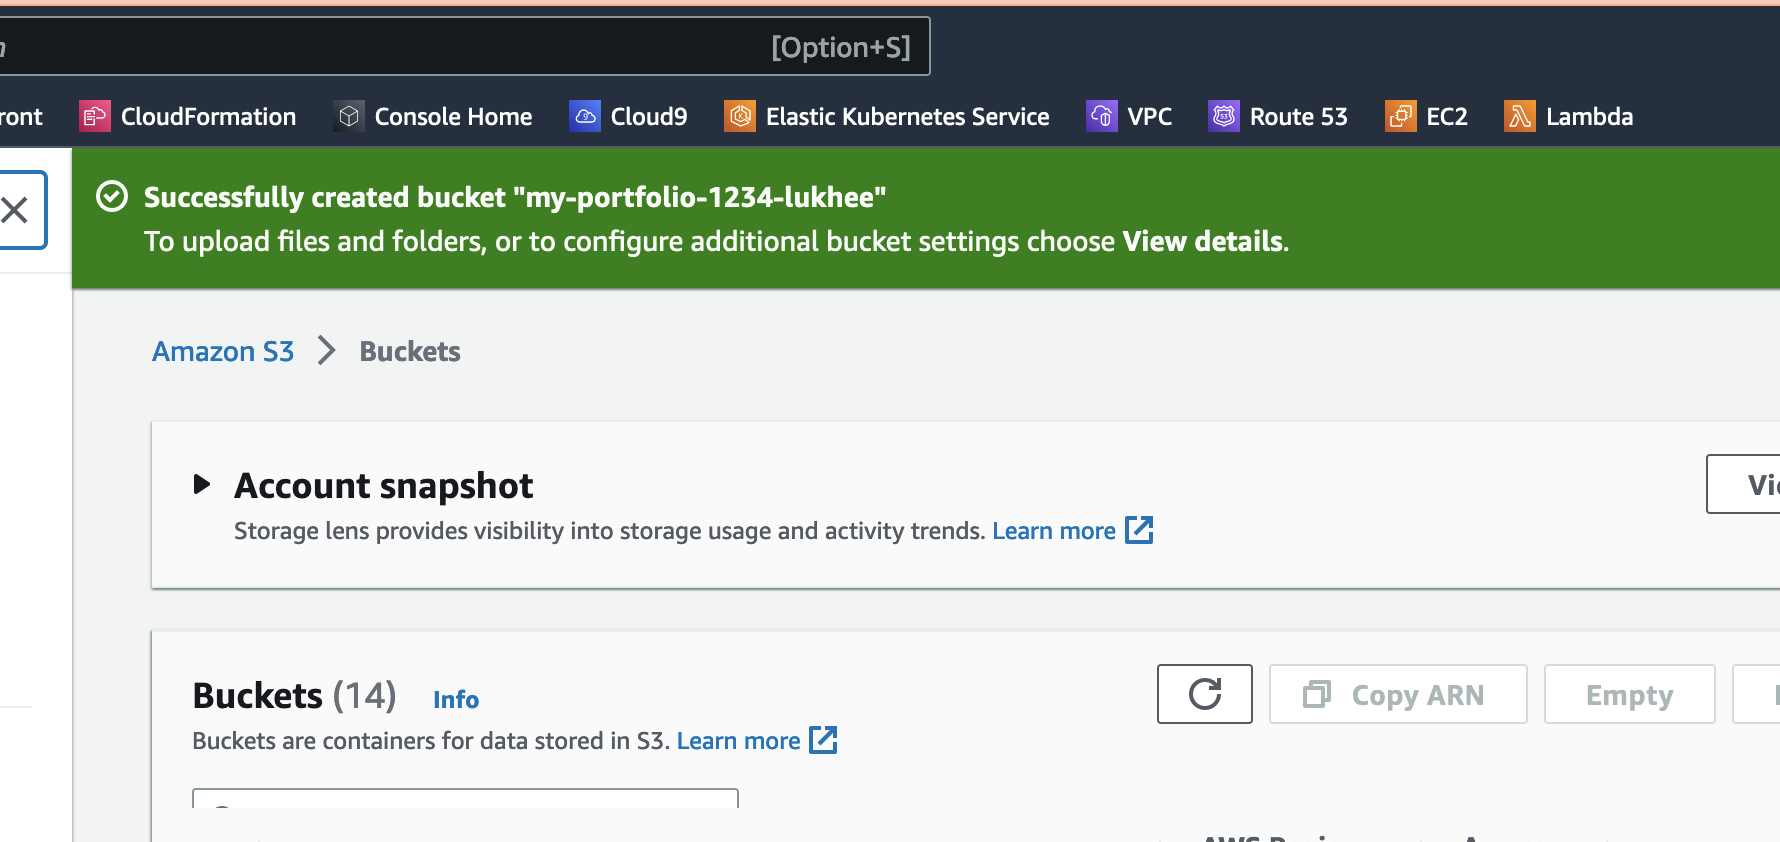 [Option+S]
CloudFormation Console Home Cloud9 Elastic Kubernetes Service VPC Route 53 EC2 Lambda
Successfully created bucket "my-portfolio-1234-lukhee"
To upload files and folders, or to configure additional bucket settings choose View details.
Amazon S3 Buckets
Account snapshot
Storage lens provides visibility into storage usage and activity trends. Learn more
Buckets (14) Info
Copy ARN Empty
Buckets are containers for data stored in S3. Learn more